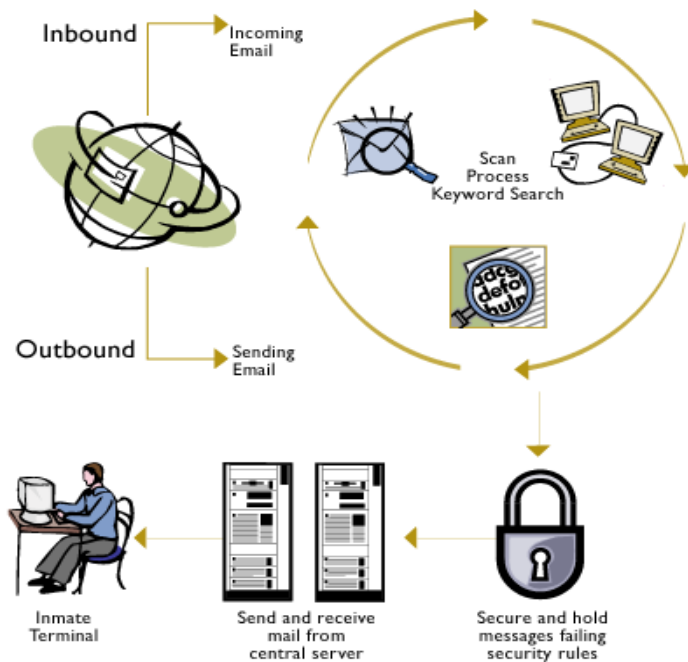 Inbound
Incoming
Email
Scan
Process
Keyword Search
Outbound
Sending
Email
Inmate
Terminal
Send and receive
mail from
central server
Secure and hold
messages failing
security rules